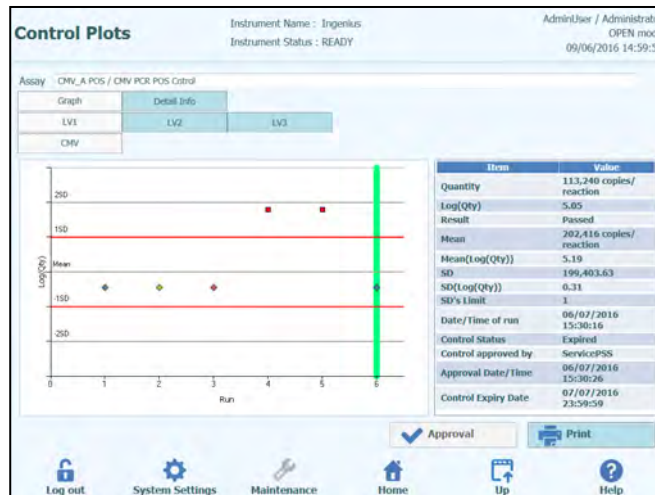 Control Plots
Instrument Name : Ingenius
Instrument Status : READY
AdminUser / Administrat
OPEN mod
09/06/2016 14:59:5
Assay CMV_A POS / CMV PCR POS Cntrol
Graph Detail Info
LV1 LV2 LV3
CMV
Log(Qty)
2SD
1SD
Mean
-1SD
-2SD
0 1 2 3 4 5 6
Run
Item Value
Quantity 113,240 copies/
reaction
Log(Qty) 5.05
Result Passed
Mean 202,416 copies/
reaction
Mean(Log(Qty)) 5.19
SD 199,403.63
SD(Log(Qty)) 0.31
SD's Limit 1
Date/Time of run 06/07/2016
15:30:16
Control Status Expired
Control approved by ServicePSS
Approval Date/Time 06/07/2016
15:30:26
Control Expiry Date 07/07/2016
23:59:59
Approval Print
Log out System Settings Maintenance Home Up Help